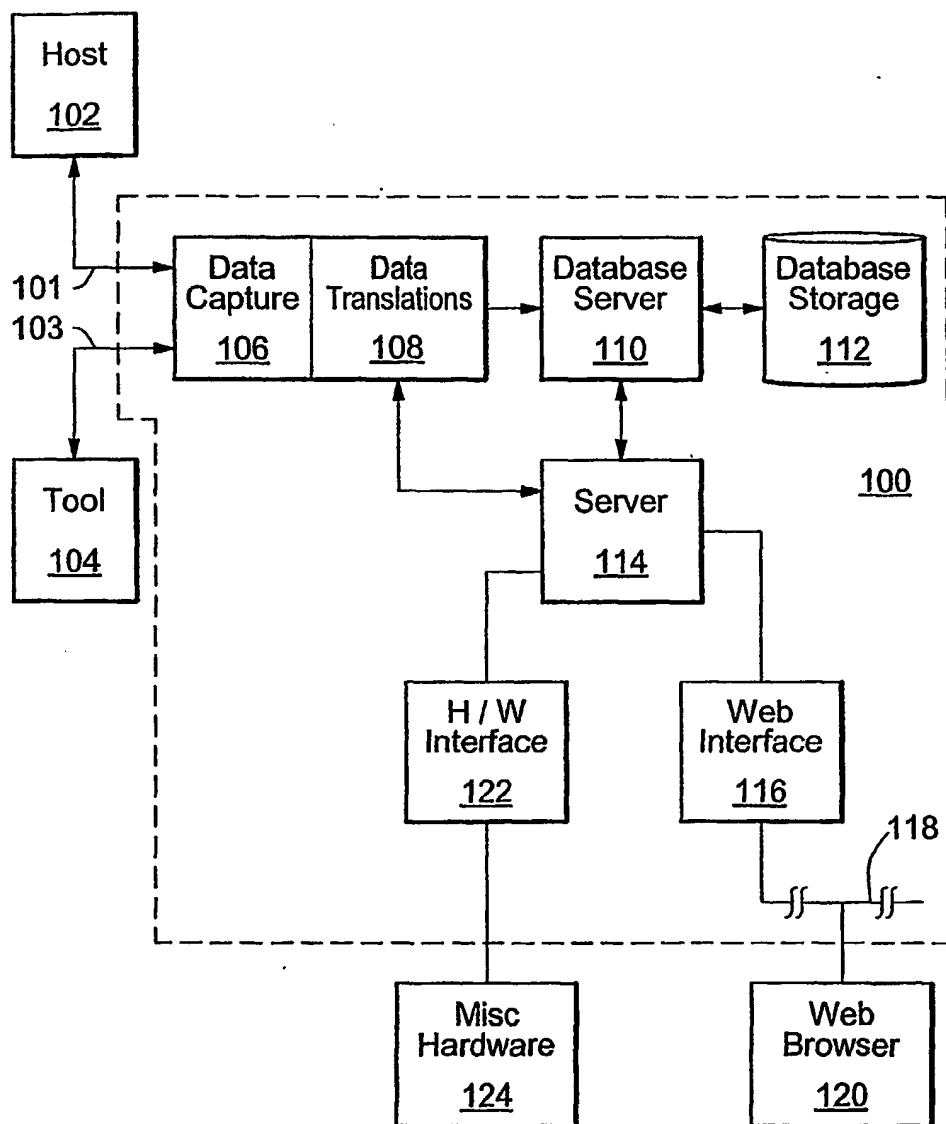 Host
102
101
103
Data
Capture
106
Data
Translations
108
Database
Server
110
Database
Storage
112
Tool
104
Server
114
100
H / W
Interface
122
Web
Interface
116
118
Misc
Hardware
124
Web
Browser
120